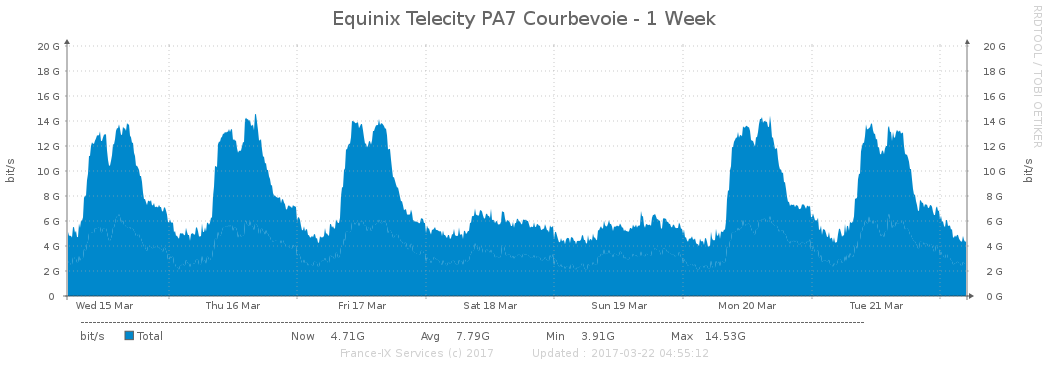 Equinix Telecity PA7 Courbevoie - 1 Week
RRDTOOL / TOBI OETIKER
20 G 20 G
18 G 18 G
16 G 16 G
14 G 14 G
12 G 12 G
10 G 10 G
8 G 8 G
6 G 6 G
4 G 4 G
2 G 2 G
0 0 G
bit/s bit/s
Wed 15 Mar Thu 16 Mar Fri 17 Mar Sat 18 Mar Sun 19 Mar Mon 20 Mar Tue 21 Mar
bit/s Total Now 4.71G Avg 7.79G Min 3.91G Max 14.53G
France-IX Services (c) 2017 Updated : 2017-03-22 04:55:12